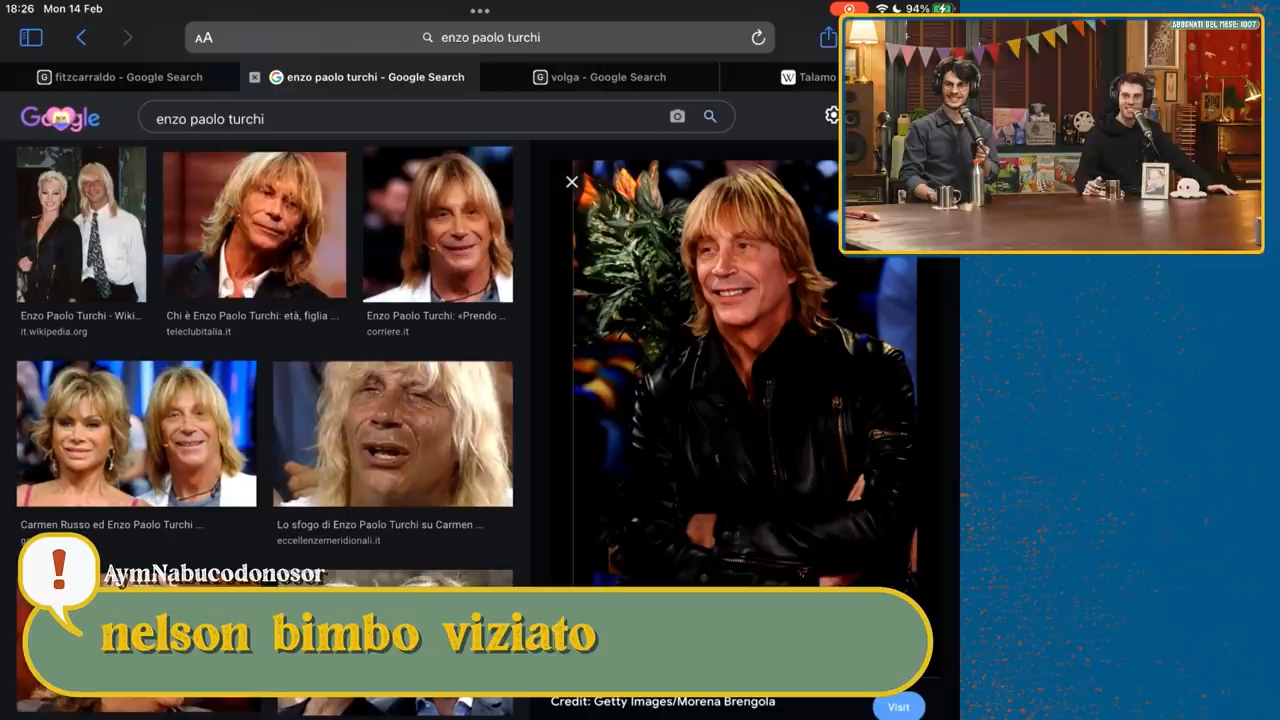 18:26 Mon 14 Feb
94%
AA
enzo paolo turchi
fitzcarraldo - Google Search
enzo paolo turchi - Google Search
volga - Google Search
Talamo
ABBONATI DEL MESE: 1007
Google
enzo paolo turchi
Enzo Paolo Turchi - Wiki...
it.wikipedia.org
Chi è Enzo Paolo Turchi: età, figlia ...
teleclubitalia.it
Enzo Paolo Turchi: «Prendo ...
corriere.it
Carmen Russo ed Enzo Paolo Turchi ...
Lo sfogo di Enzo Paolo Turchi su Carmen ...
eccellenzemeridionali.it
AymNabucodonosor
nelson bimbo viziato
Credit: Getty Images/Morena Brengola
Visit